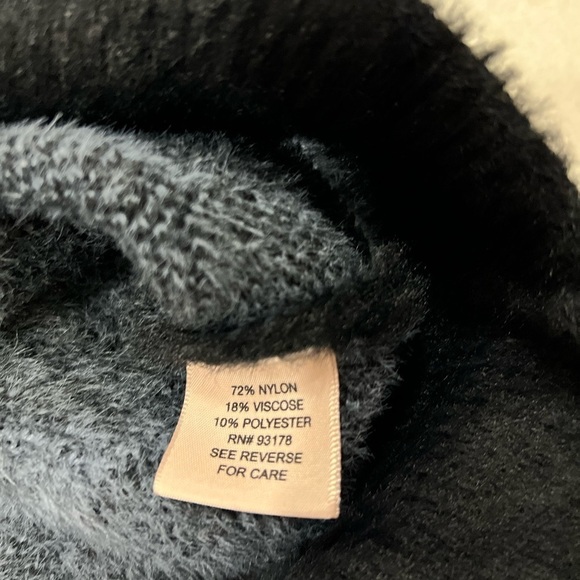 72% NYLON
18% VISCOSE
10% POLYESTER
RN# 93178
SEE REVERSE
FOR CARE